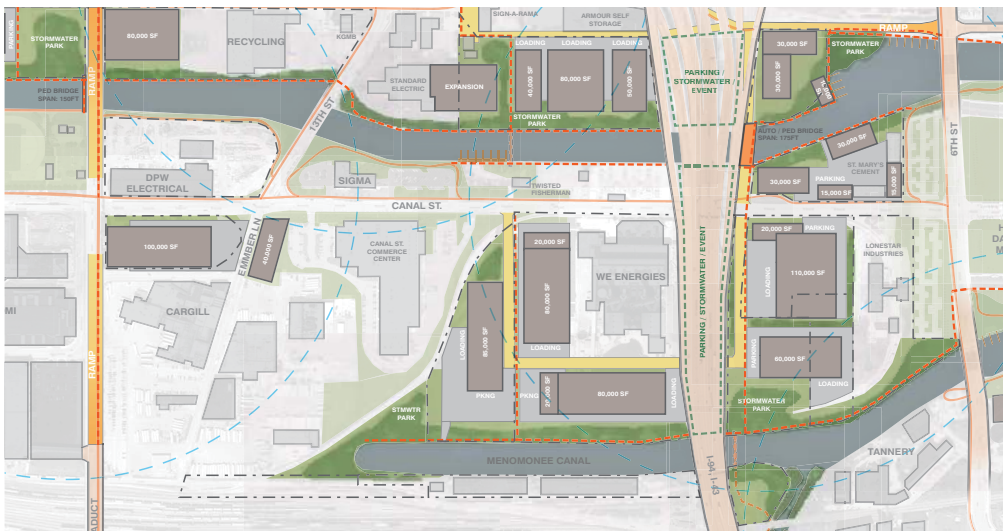 SIGN-A-RAMA
ARMOUR SELF
STORAGE
PARKING
STORMWATER
PARK
RAMP
80,000 SF
RECYCLING
KGMB
LOADING
LOADING
LOADING
RAMP
30,000 SF
STORMWATER
PARK
STANDARD
ELECTRIC
EXPANSION
40,000 SF
80,000 SF
PARKING /
STORMWATER /
EVENT
30,000 SF
PED BRIDGE
SPAN: 150FT
13TH ST
STORMWATER
PARK
AUTO / PED BRIDGE
SPAN: 175FT
6TH ST
DPW
ELECTRICAL
SIGMA
TWISTED
FISHERMAN
ST. MARY'S
CEMENT
30,000 SF
PARKING
15,000 SF
CANAL ST.
100,000 SF
EMMBER LN
40,000 SF
CANAL ST.
COMMERCE
CENTER
20,000 SF
80,000 SF
WE ENERGIES
LOADING
PARKING / STORMWATER / EVENT
20,000 SF
PARKING
LOADING
110,000 SF
LONESTAR
INDUSTRIES
MI
CARGILL
LOADING
PKNG
RAMP
PKNG
80,000 SF
LOADING
PARKING
60,000 SF
LOADING
STMWTR
PARK
STORMWATER
PARK
MENOMONEE CANAL
I-94, I-43
TANNERY
ADUCT